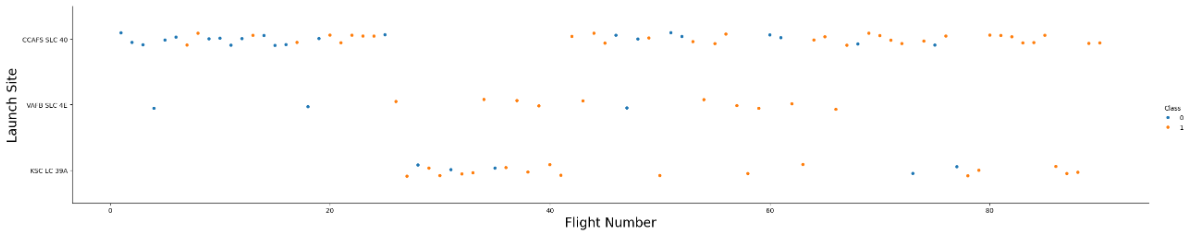 Launch Site
CCAFS SLC 40
VAFB SLC 4E
KSC LC 39A
0 20 40 60 80
Flight Number
Class
0
1